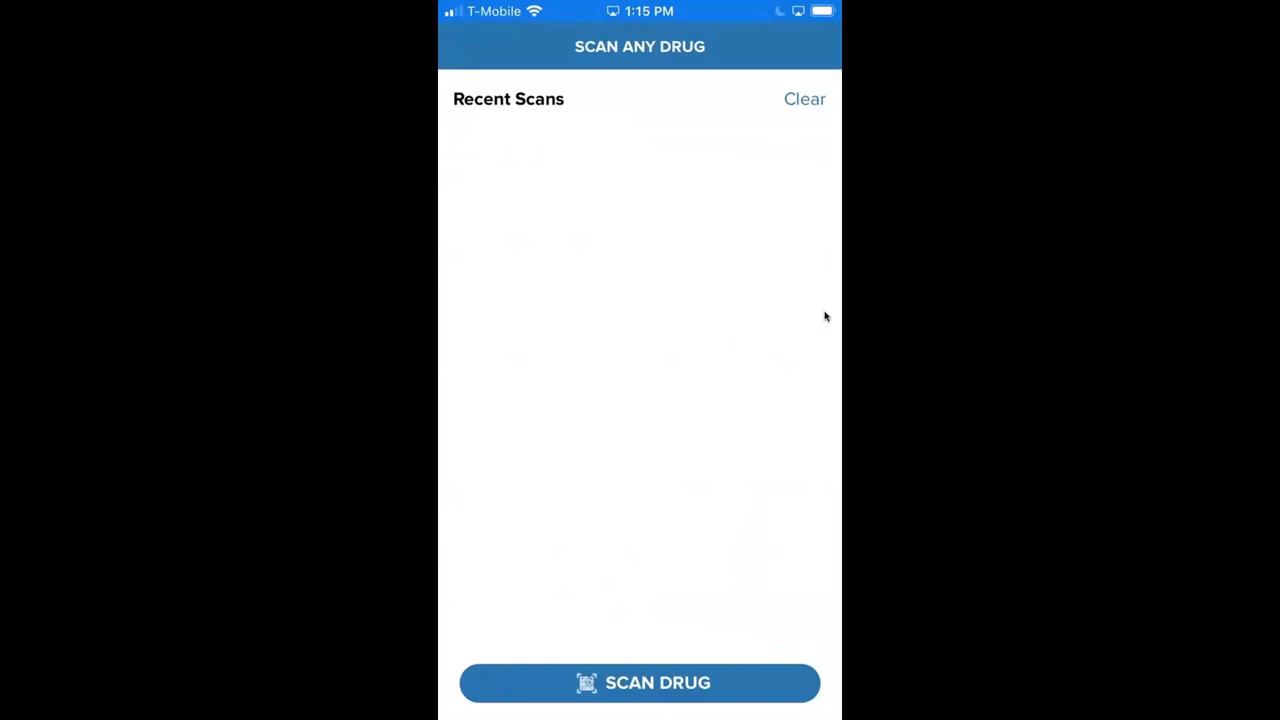 T-Mobile 1:15 PM
SCAN ANY DRUG
Recent Scans Clear
SCAN DRUG